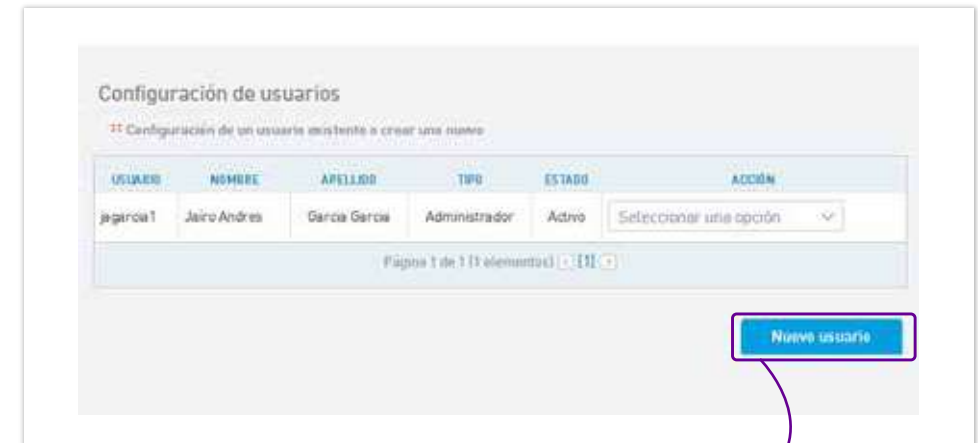 Configuración de usuarios
** Configuración de un usuario existente o crear uno nuevo
USUARIO NOMBRE APELLIDO TIPO ESTADO ACCIÓN
jagarcia1 Jairo Andres Garcia Garcia Administrador Activo Seleccionar una opción
Página 1 de 1 (1 elementos) [1]
Nuevo usuario